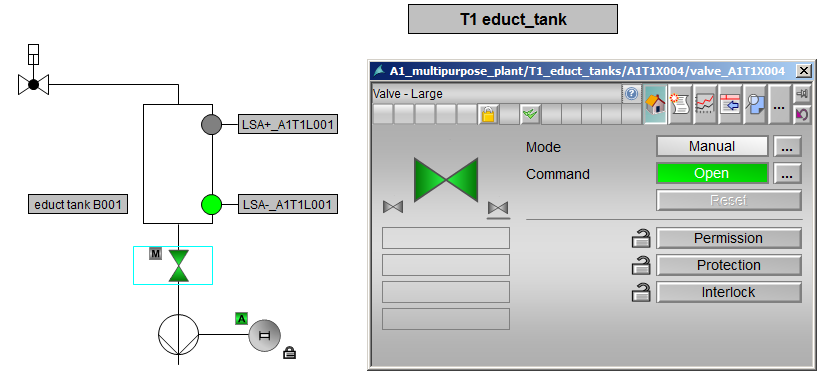 T1 educt_tank
A1_multipurpose_plant/T1_educt_tanks/A1T1X004/valve_A1T1X004
Valve - Large
...
Mode
Manual
...
Command
Open
...
Reset
Permission
Protection
Interlock
LSA+_A1T1L001
educt tank B001
LSA-_A1T1L001
M
A